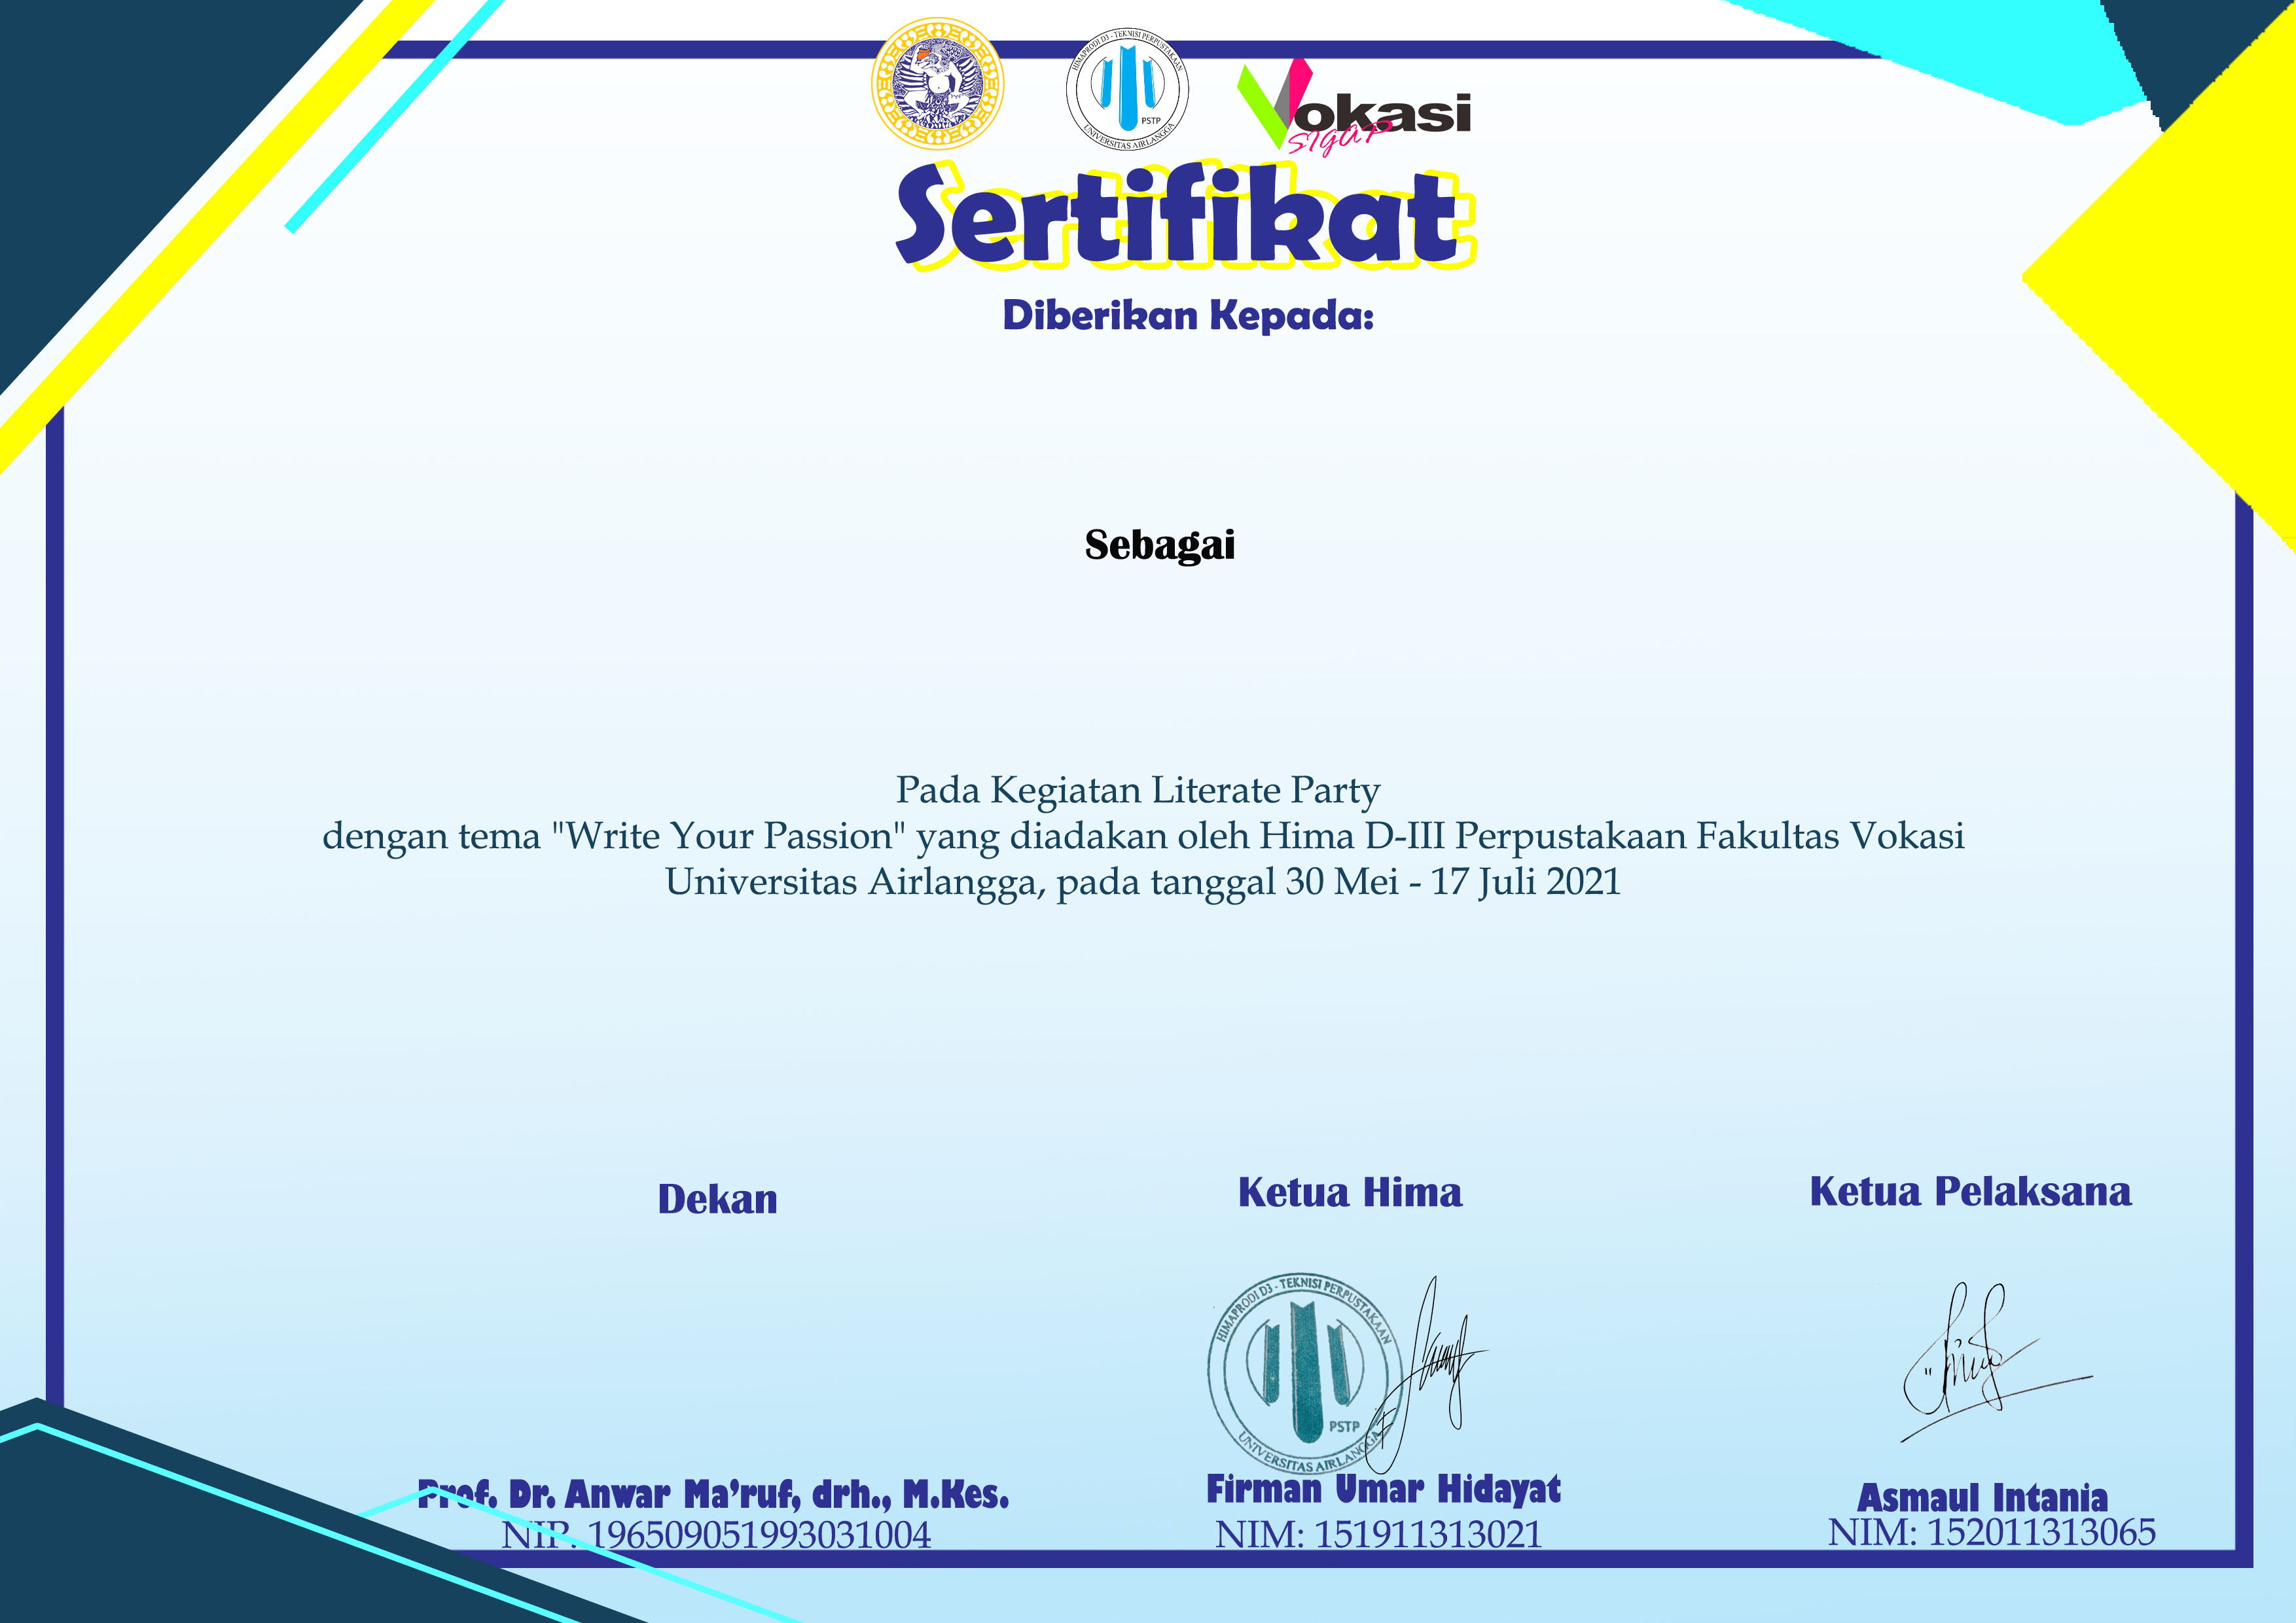 HIMAPRODI D3 - TEKNISI PERPUSTAKAAN
PSTP
UNIVERSITAS AIRLANGGA
Vokasi
SIGAP
Sertifikat
Diberikan Kepada:
Sebagai
Pada Kegiatan Literate Party
dengan tema "Write Your Passion" yang diadakan oleh Hima D-III Perpustakaan Fakultas Vokasi
Universitas Airlangga, pada tanggal 30 Mei - 17 Juli 2021
Dekan
Ketua Hima
Ketua Pelaksana
HIMAPRODI D3 - TEKNISI PERPUSTAKAAN
PSTP
UNIVERSITAS AIRLANGGA
Prof. Dr. Anwar Ma'ruf, drh., M.Kes.
NIP. 196509051993031004
Firman Umar Hidayat
NIM: 151911313021
Asmaul Intania
NIM: 152011313065